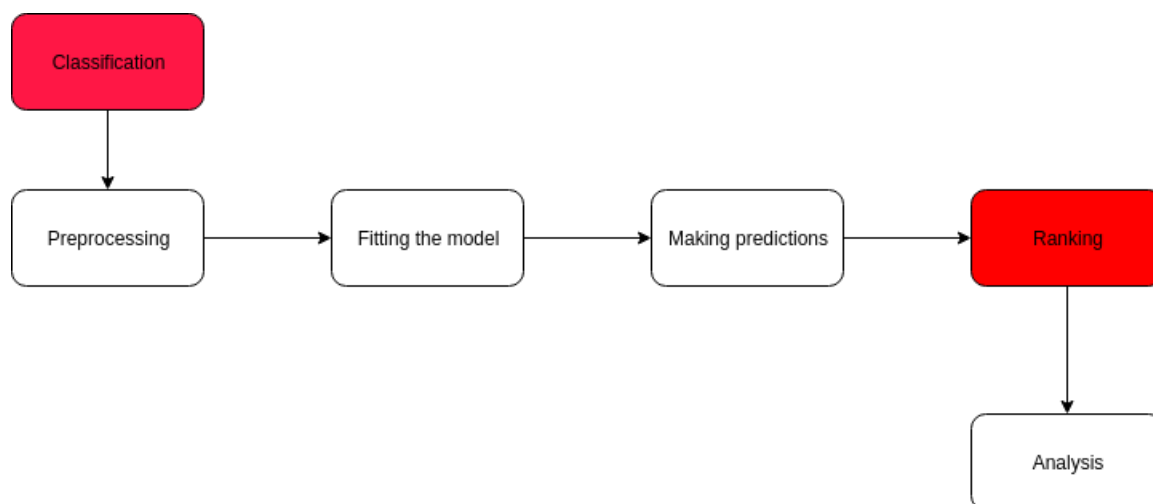 Classification
Preprocessing
Fitting the model
Making predictions
Ranking
Analysis